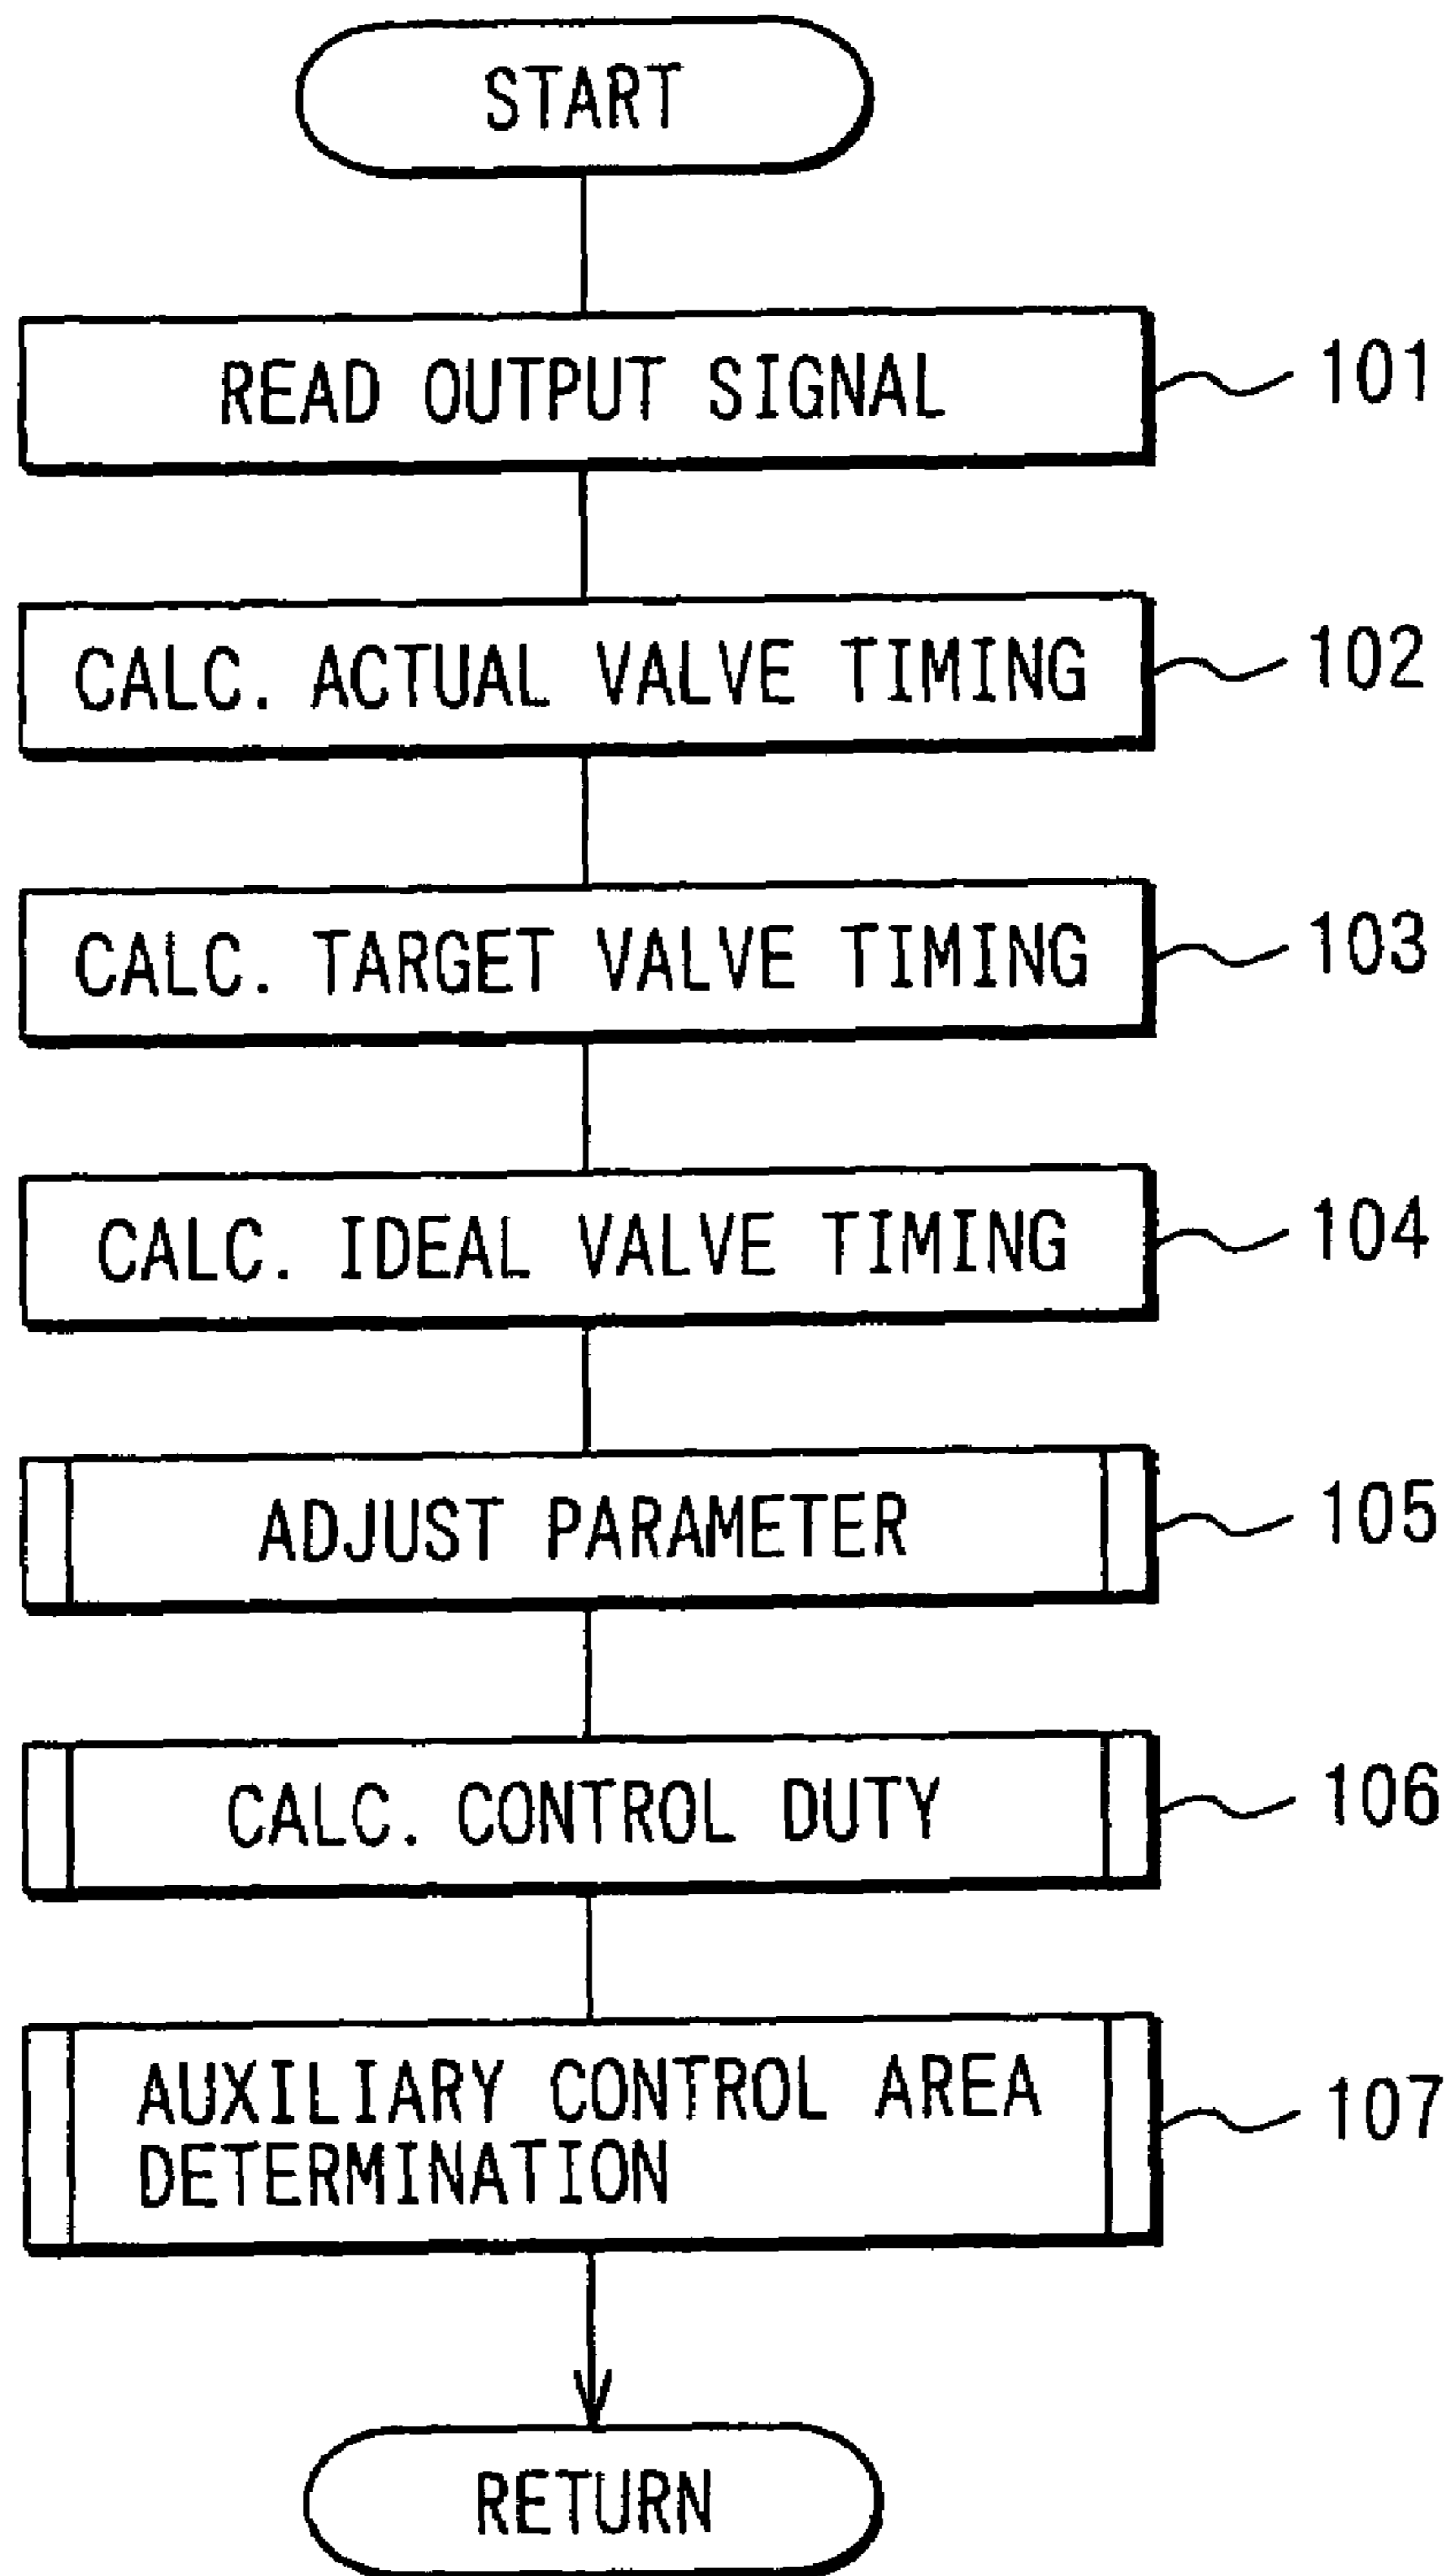 START
READ OUTPUT SIGNAL
101
CALC. ACTUAL VALVE TIMING
102
CALC. TARGET VALVE TIMING
103
CALC. IDEAL VALVE TIMING
104
ADJUST PARAMETER
105
CALC. CONTROL DUTY
106
AUXILIARY CONTROL AREA
DETERMINATION
107
RETURN